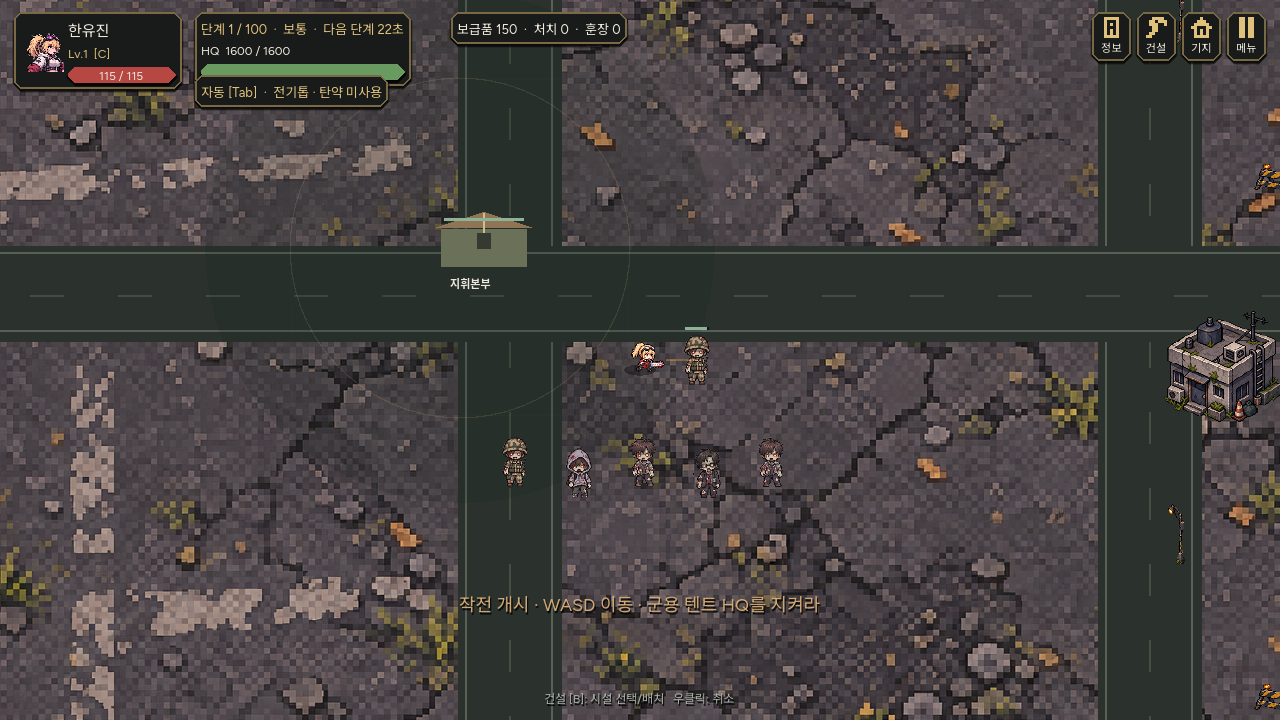 한유진
Lv.1 [C]
115 / 115
단계 1 / 100 · 보통 · 다음 단계 22초
HQ 1600 / 1600
자동 [Tab] · 전기톱 · 탄약 미사용
보급품 150 · 처치 0 · 훈장 0
정보
건설
기지
메뉴
지휘본부
작전 개시 · WASD 이동 · 군용 텐트 HQ를 지켜라
건설 [B]: 시설 선택/배치 우클릭: 취소